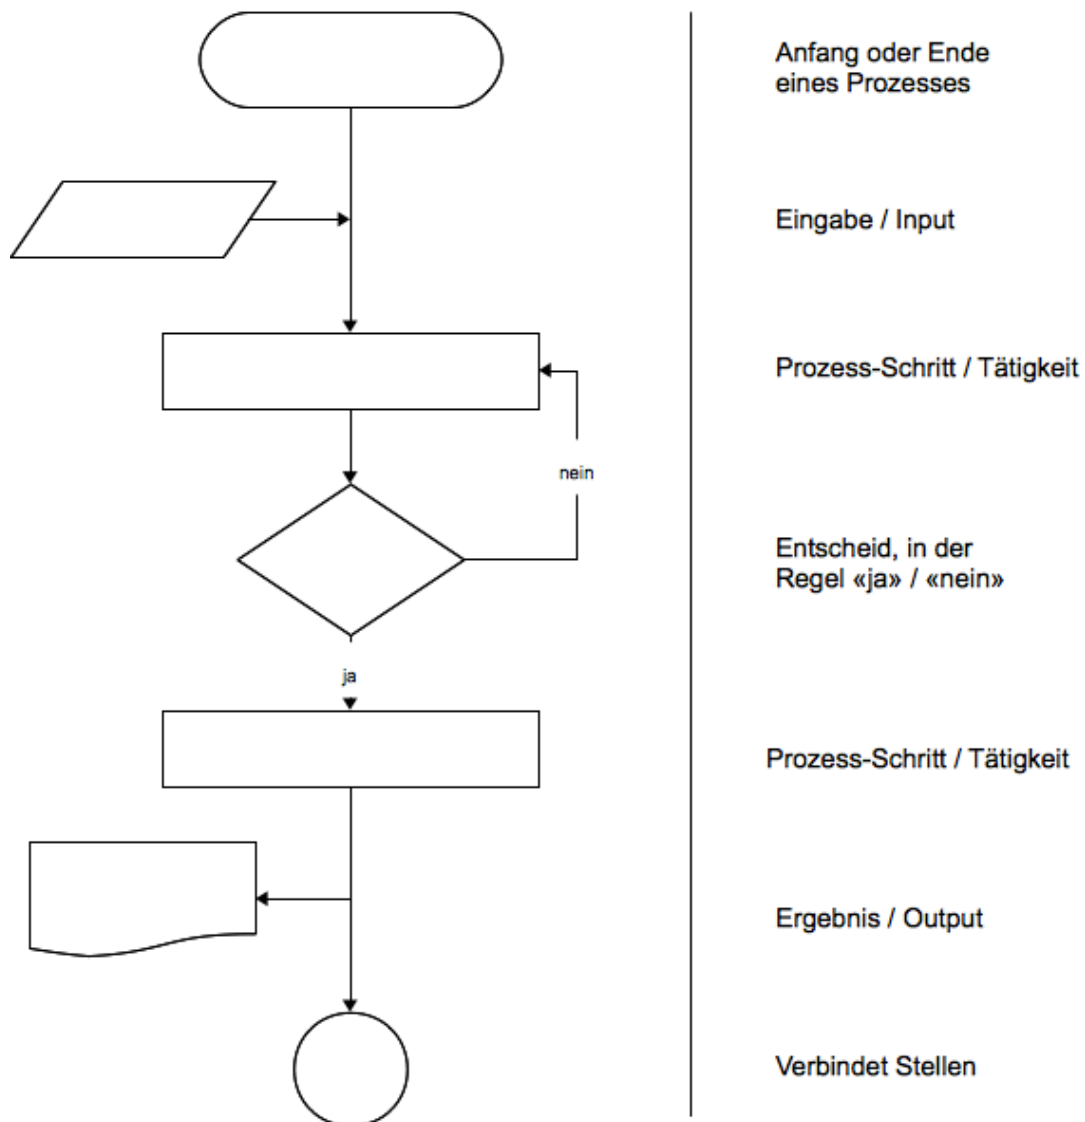 Anfang oder Ende
eines Prozesses
Eingabe / Input
Prozess-Schritt / Tätigkeit
nein
Entscheid, in der
Regel «ja» / «nein»
ja
Prozess-Schritt / Tätigkeit
Ergebnis / Output
Verbindet Stellen